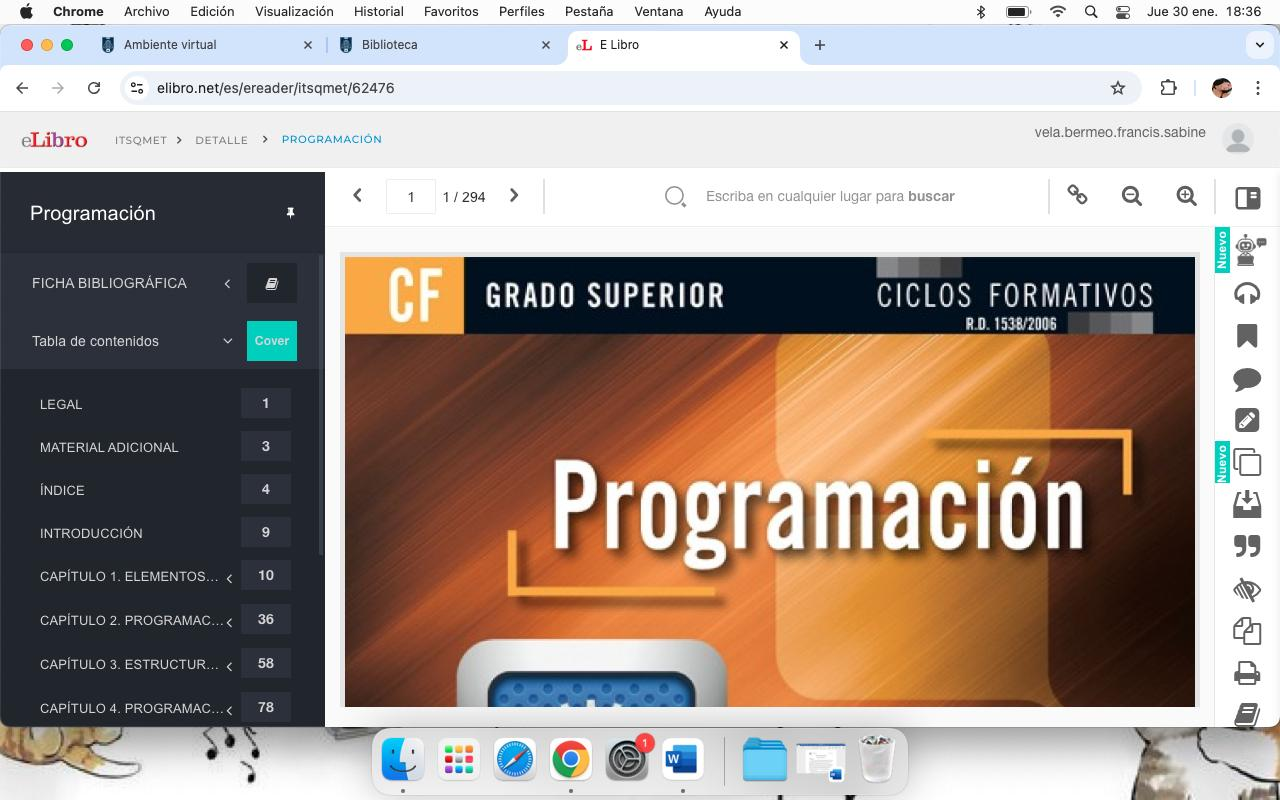 Chrome Archivo Edición Visualización Historial Favoritos Perfiles Pestaña Ventana Ayuda Jue 30 ene. 18:36
Ambiente virtual Biblioteca eL E Libro
elibro.net/es/ereader/itsqmet/62476
eLibro ITSQMET DETALLE PROGRAMACIÓN vela.bermeo.francis.sabine
Programación
1 1 / 294 Escriba en cualquier lugar para buscar
FICHA BIBLIOGRÁFICA
Tabla de contenidos Cover
LEGAL 1
MATERIAL ADICIONAL 3
ÍNDICE 4
INTRODUCCIÓN 9
CAPÍTULO 1. ELEMENTOS... 10
CAPÍTULO 2. PROGRAMAC... 36
CAPÍTULO 3. ESTRUCTUR... 58
CAPÍTULO 4. PROGRAMAC... 78
CF GRADO SUPERIOR CICLOS FORMATIVOS
R.D. 1538/2006
Programación
Nuevo
Nuevo
1
W